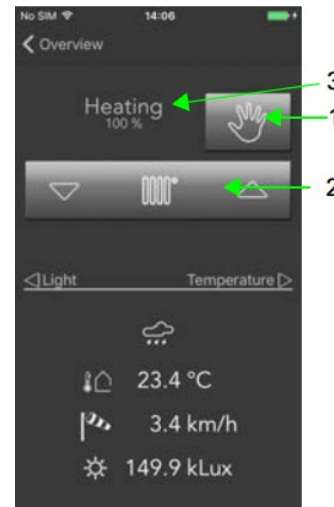 No SIM 14:06
Overview
3
Heating
100 %
1
2
Light Temperature
23.4 °C
3.4 km/h
149.9 kLux